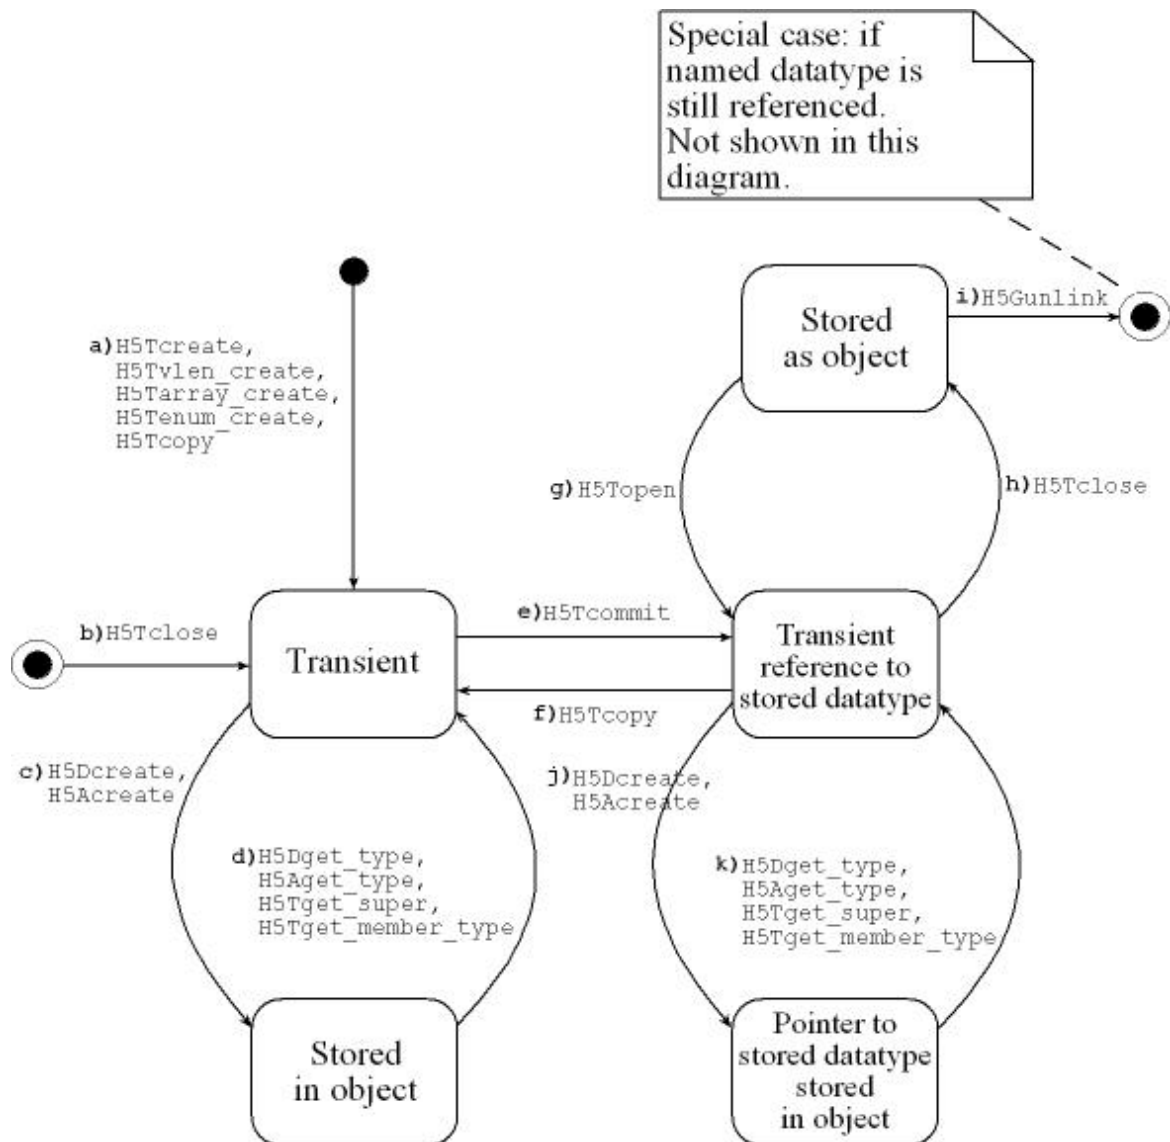 Special case: if
named datatype is
still referenced.
Not shown in this
diagram.
i)H5Gunlink
Stored
as object
a)H5Tcreate,
H5Tvlen_create,
H5Tarray_create,
H5Tenum_create,
H5Tcopy
g)H5Topen
h)H5Tclose
b)H5Tclose
Transient
e)H5Tcommit
Transient
reference to
stored datatype
f)H5Tcopy
c)H5Dcreate,
H5Acreate
j)H5Dcreate,
H5Acreate
d)H5Dget_type,
H5Aget_type,
H5Tget_super,
H5Tget_member_type
k)H5Dget_type,
H5Aget_type,
H5Tget_super,
H5Tget_member_type
Stored
in object
Pointer to
stored datatype
stored
in object